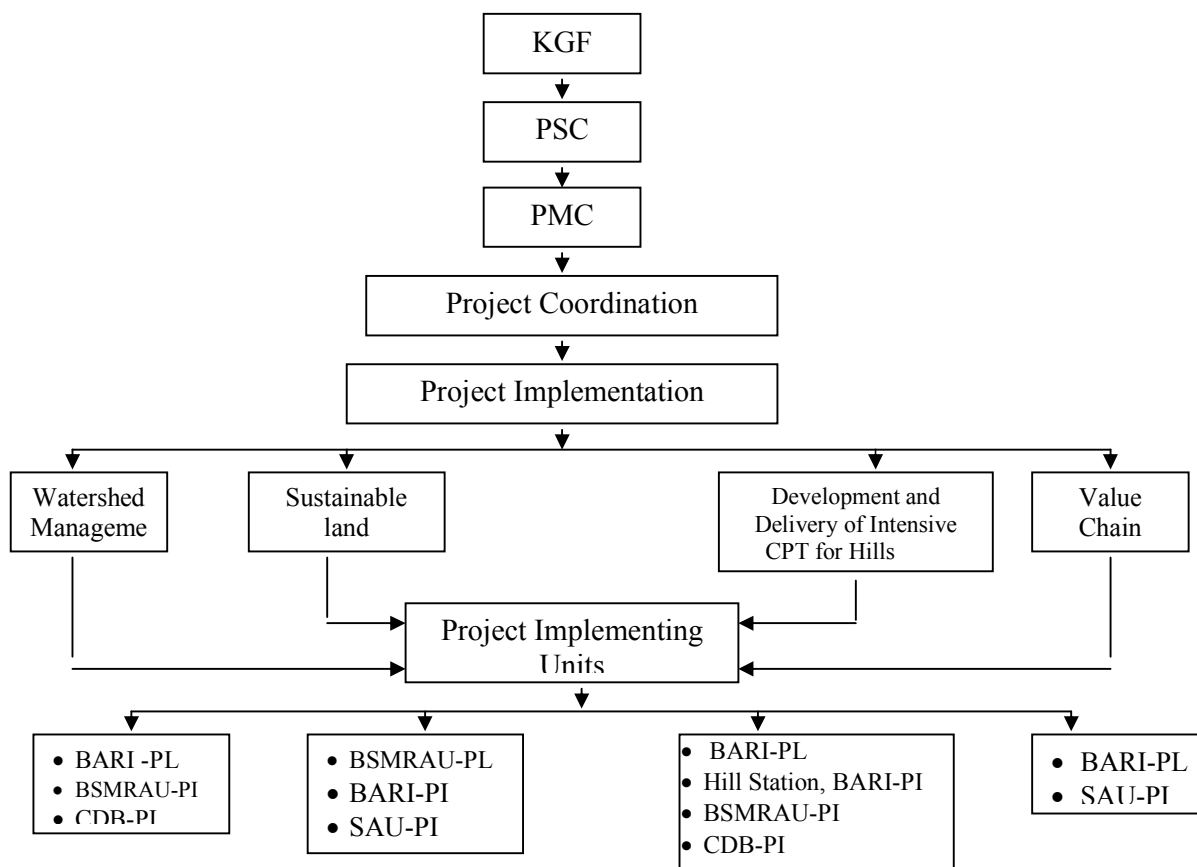 KGF
PSC
PMC
Project Coordination
Project Implementation
Watershed
Manageme
Sustainable
land
Development and
Delivery of Intensive
CPT for Hills
Value
Chain
Project Implementing
Units
• BARI -PL
• BSMRAU-PI
• CDB-PI
• BSMRAU-PL
• BARI-PI
• SAU-PI
• BARI-PL
• Hill Station, BARI-PI
• BSMRAU-PI
• CDB-PI
• BARI-PL
• SAU-PI